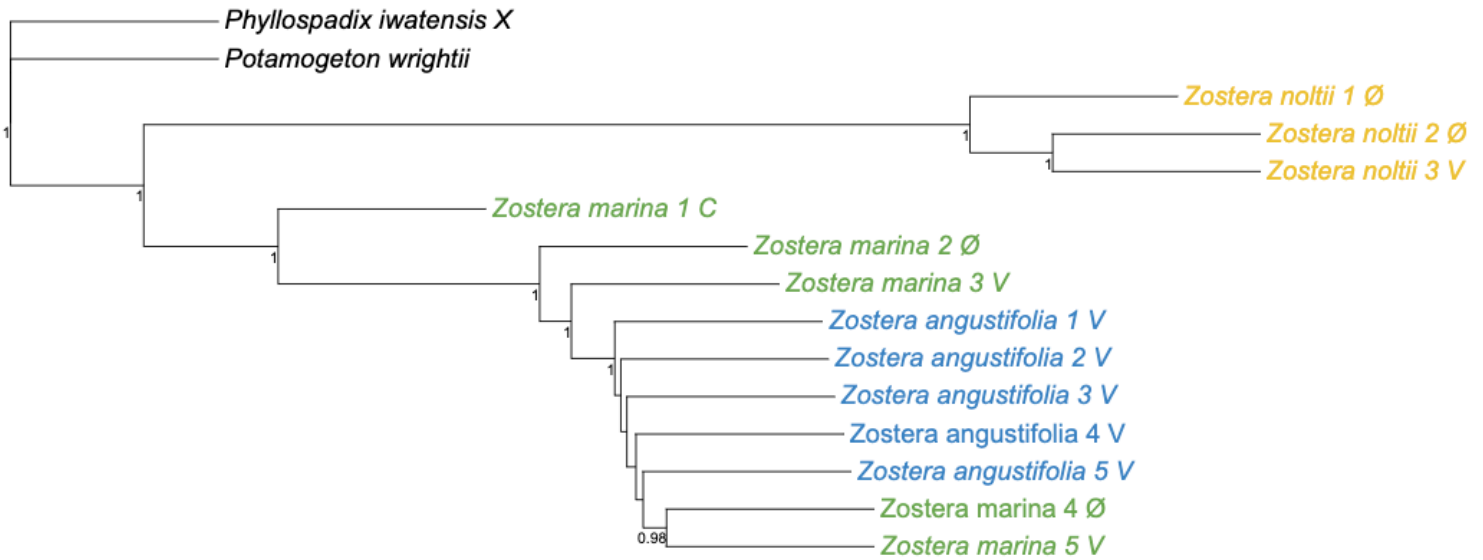 Phyllospadix iwatensis X
Potamogeton wrightii
Zostera noltii 1 Ø
1
1
Zostera noltii 2 Ø
1
Zostera noltii 3 V
1
Zostera marina 1 C
Zostera marina 2 Ø
1
Zostera marina 3 V
1
Zostera angustifolia 1 V
1
Zostera angustifolia 2 V
1
Zostera angustifolia 3 V
Zostera angustifolia 4 V
Zostera angustifolia 5 V
Zostera marina 4 Ø
0.98
Zostera marina 5 V